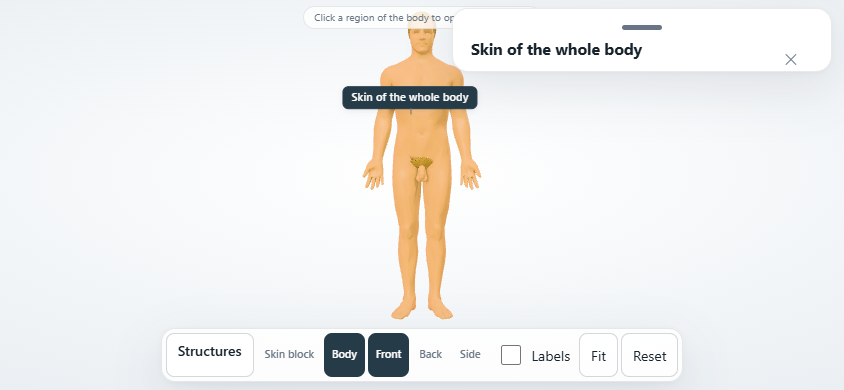 Click a region of the body to op
Skin of the whole body
Skin of the whole body
Structures
Skin block
Body
Front
Back
Side
Labels
Fit
Reset